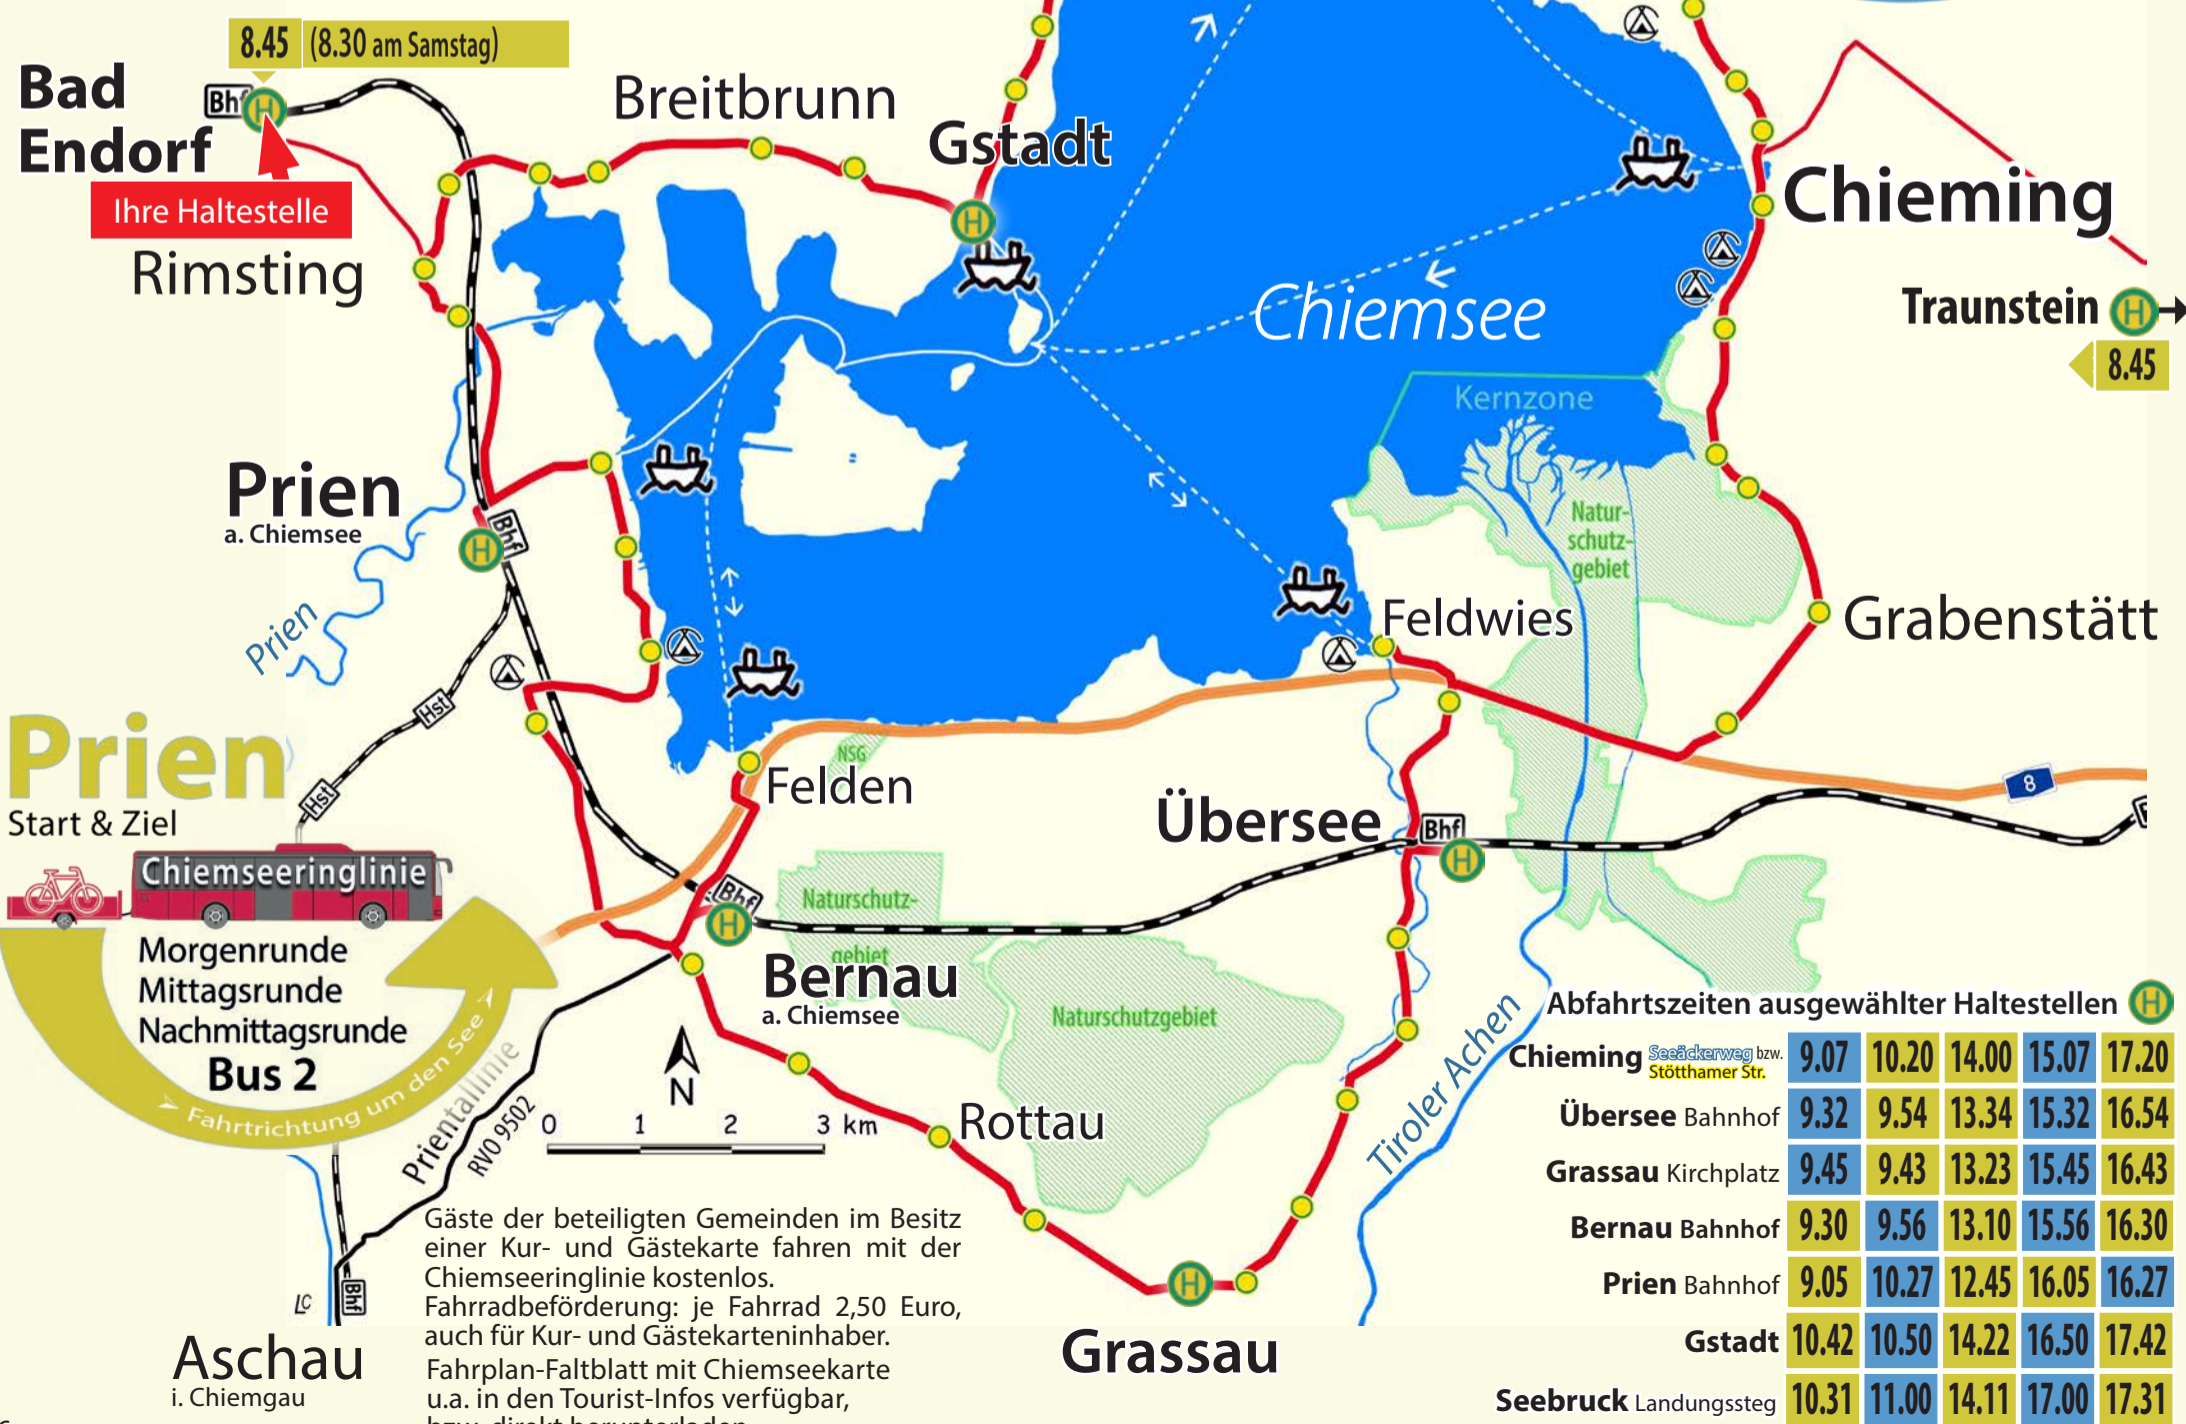 8.45 (8.30 am Samstag)
Bad
Endorf
Bhf
H
Ihre Haltestelle
Rimsting
Breitbrunn
Gstadt
H
Chieming
Chiemsee
Traunstein H
8.45
Kernzone
Prien
a. Chiemsee
Bhf
H
Natur-
schutz-
gebiet
Feldwies
Grabenstätt
Prien
Hst
Hst
Prien
Start & Ziel
Chiemseeringlinie
Morgenrunde
Mittagsrunde
Nachmittagsrunde
Bus 2
Fahrtrichtung um den See
NSG
Felden
8
Übersee
Bhf
H
Bhf
H
Naturschutz-
gebiet
Bernau
a. Chiemsee
Naturschutzgebiet
Tiroler Achen
Prientallinie
RVO 9502
N
0 1 2 3 km
Rottau
H
Grassau
Bhf
LC
Aschau
i. Chiemgau
Gäste der beteiligten Gemeinden im Besitz
einer Kur- und Gästekarte fahren mit der
Chiemseeringlinie kostenlos.
Fahrradbeförderung: je Fahrrad 2,50 Euro,
auch für Kur- und Gästekarteninhaber.
Fahrplan-Faltblatt mit Chiemseekarte
u.a. in den Tourist-Infos verfügbar,
bzw. direkt herunterladen
Abfahrtszeiten ausgewählter Haltestellen H
Chieming Seeäckerweg bzw. Stötthamer Str. 9.07 10.20 14.00 15.07 17.20
Übersee Bahnhof 9.32 9.54 13.34 15.32 16.54
Grassau Kirchplatz 9.45 9.43 13.23 15.45 16.43
Bernau Bahnhof 9.30 9.56 13.10 15.56 16.30
Prien Bahnhof 9.05 10.27 12.45 16.05 16.27
Gstadt 10.42 10.50 14.22 16.50 17.42
Seebruck Landungssteg 10.31 11.00 14.11 17.00 17.31